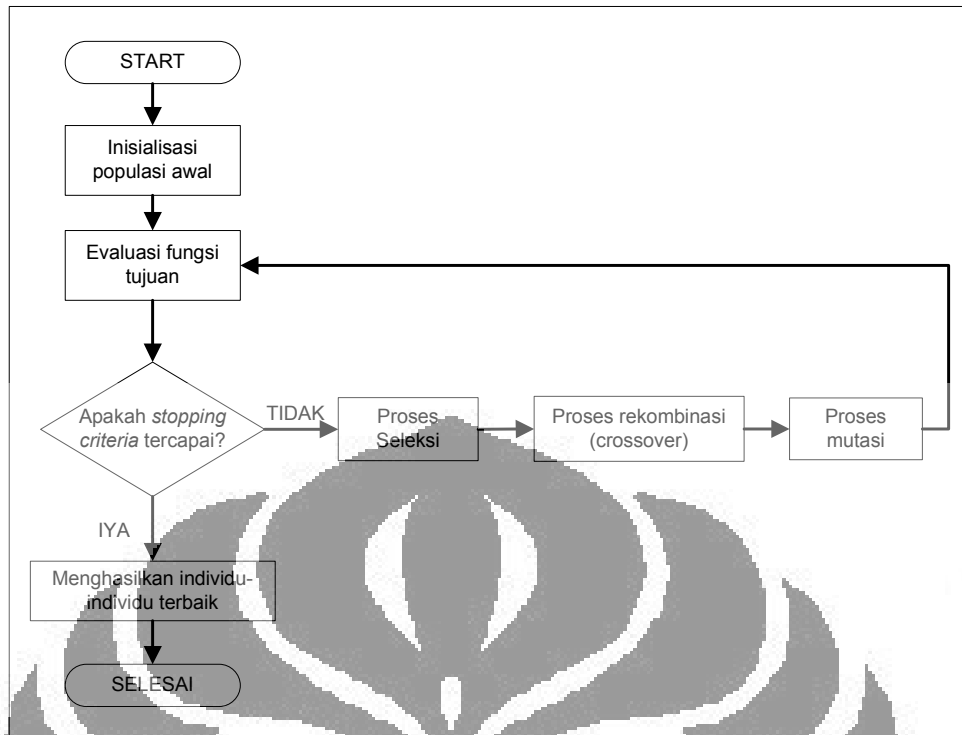 START
Inisialisasi
populasi awal
Evaluasi fungsi
tujuan
Apakah stopping
criteria tercapai?
TIDAK
Proses
Seleksi
Proses rekombinasi
(crossover)
Proses
mutasi
IYA
Menghasilkan individu-
individu terbaik
SELESAI